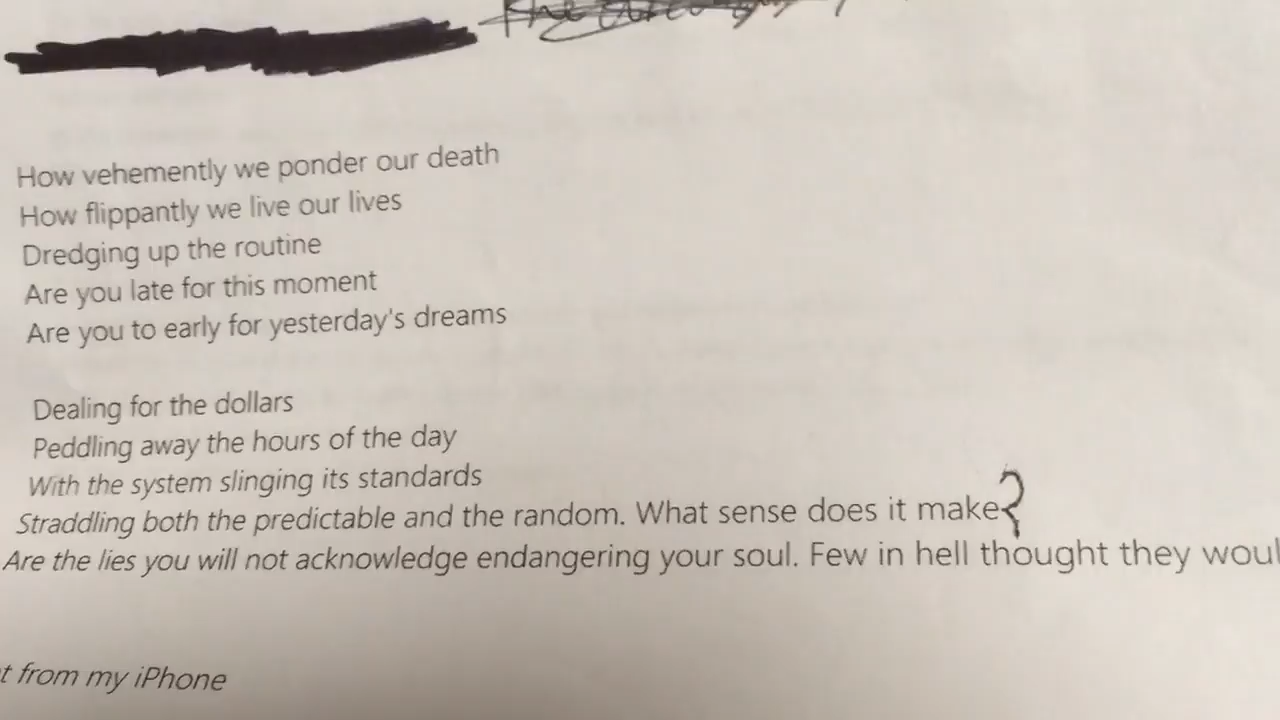 The
How vehemently we ponder our death
How flippantly we live our lives
Dredging up the routine
Are you late for this moment
Are you to early for yesterday's dreams
Dealing for the dollars
Peddling away the hours of the day
With the system slinging its standards
Straddling both the predictable and the random. What sense does it make?
Are the lies you will not acknowledge endangering your soul. Few in hell thought they woul
t from my iPhone